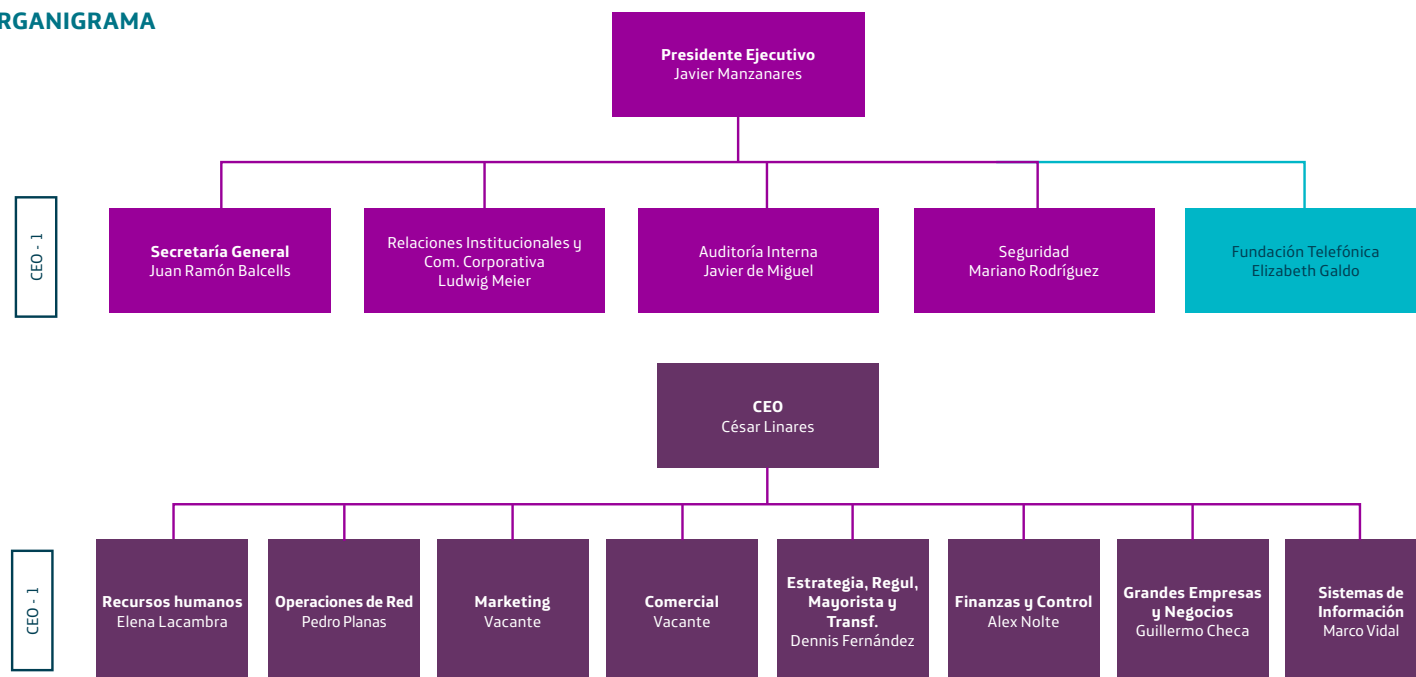 RGANIGRAMA
Presidente Ejecutivo
Javier Manzanares
CEO - 1
Secretaría General
Juan Ramón Balcells
Relaciones Institucionales y
Com. Corporativa
Ludwig Meier
Auditoría Interna
Javier de Miguel
Seguridad
Mariano Rodríguez
Fundación Telefónica
Elizabeth Galdo
CEO
César Linares
CEO - 1
Recursos humanos
Elena Lacambra
Operaciones de Red
Pedro Planas
Marketing
Vacante
Comercial
Vacante
Estrategia, Regul,
Mayorista y
Transf.
Dennis Fernández
Finanzas y Control
Alex Nolte
Grandes Empresas
y Negocios
Guillermo Checa
Sistemas de
Información
Marco Vidal